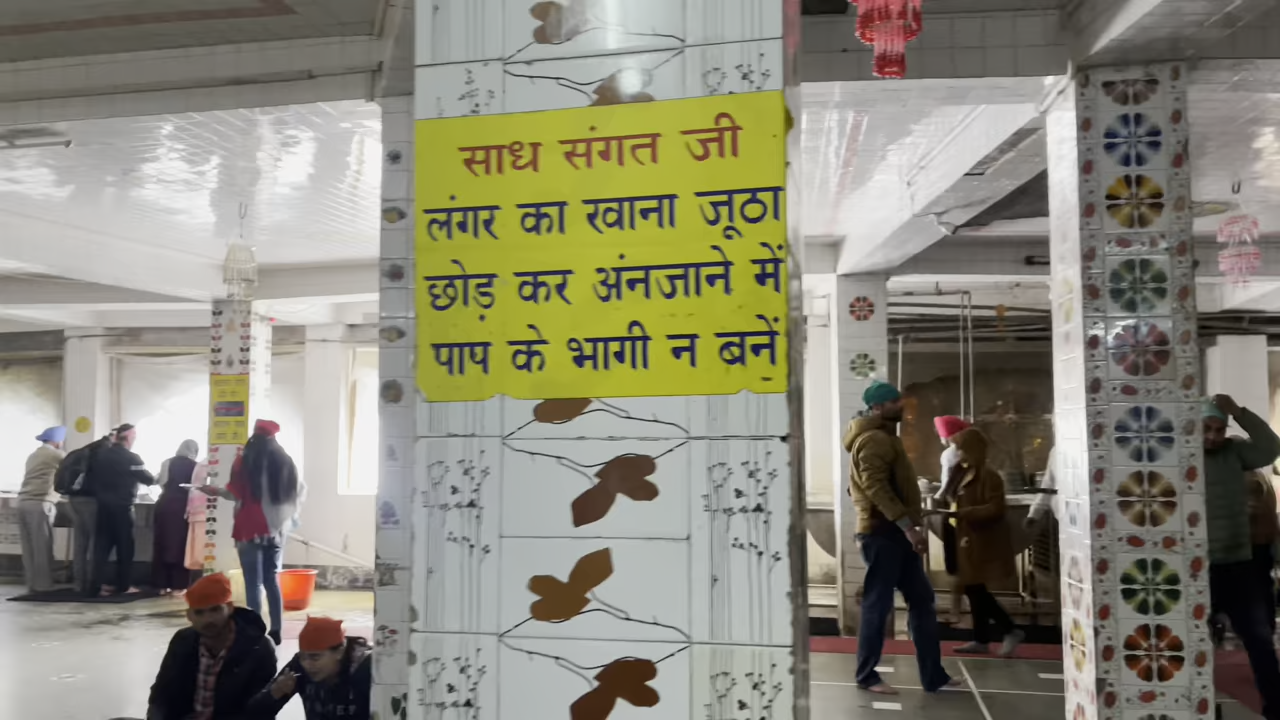 साध संगत जी
लंगर का खाना जूठा
छोड़ कर अंनजाने में
पाप के भागी न बनें